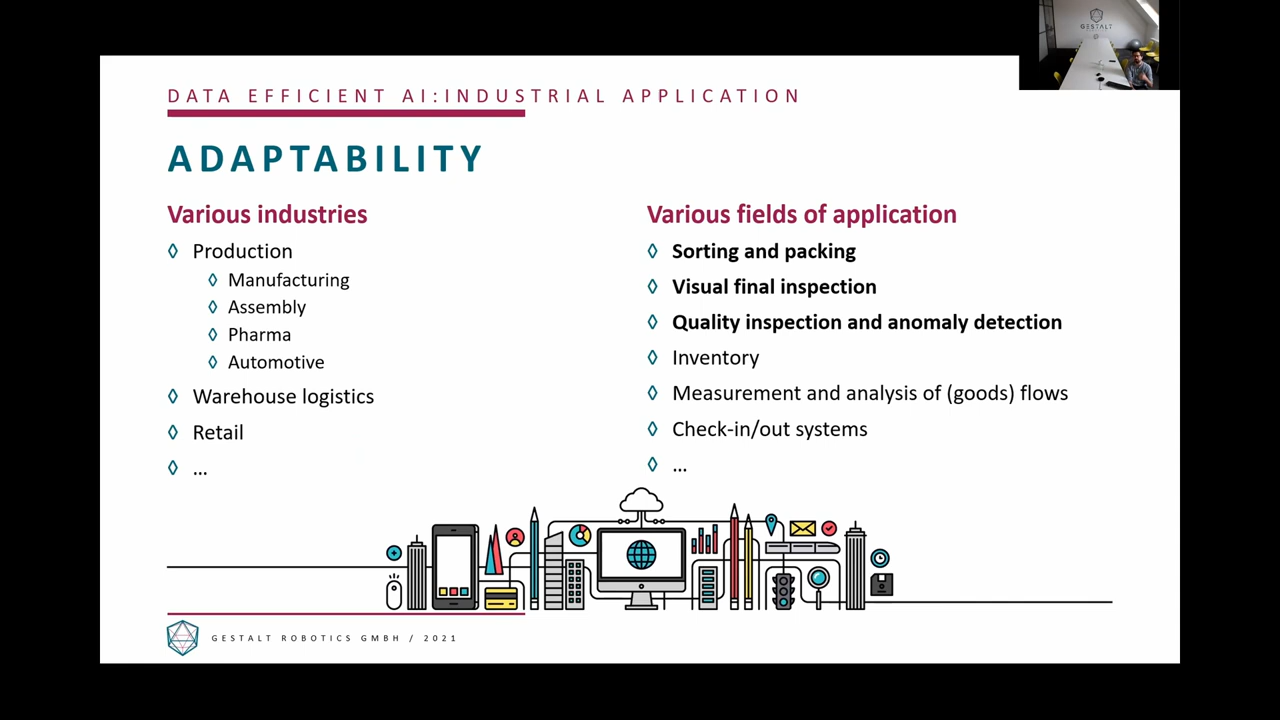 GESTALT
DATA EFFICIENT AI:INDUSTRIAL APPLICATION
ADAPTABILITY
Various industries
◊ Production
◊ Manufacturing
◊ Assembly
◊ Pharma
◊ Automotive
◊ Warehouse logistics
◊ Retail
◊ ...
Various fields of application
◊ Sorting and packing
◊ Visual final inspection
◊ Quality inspection and anomaly detection
◊ Inventory
◊ Measurement and analysis of (goods) flows
◊ Check-in/out systems
◊ ...
GESTALT ROBOTICS GMBH / 2021